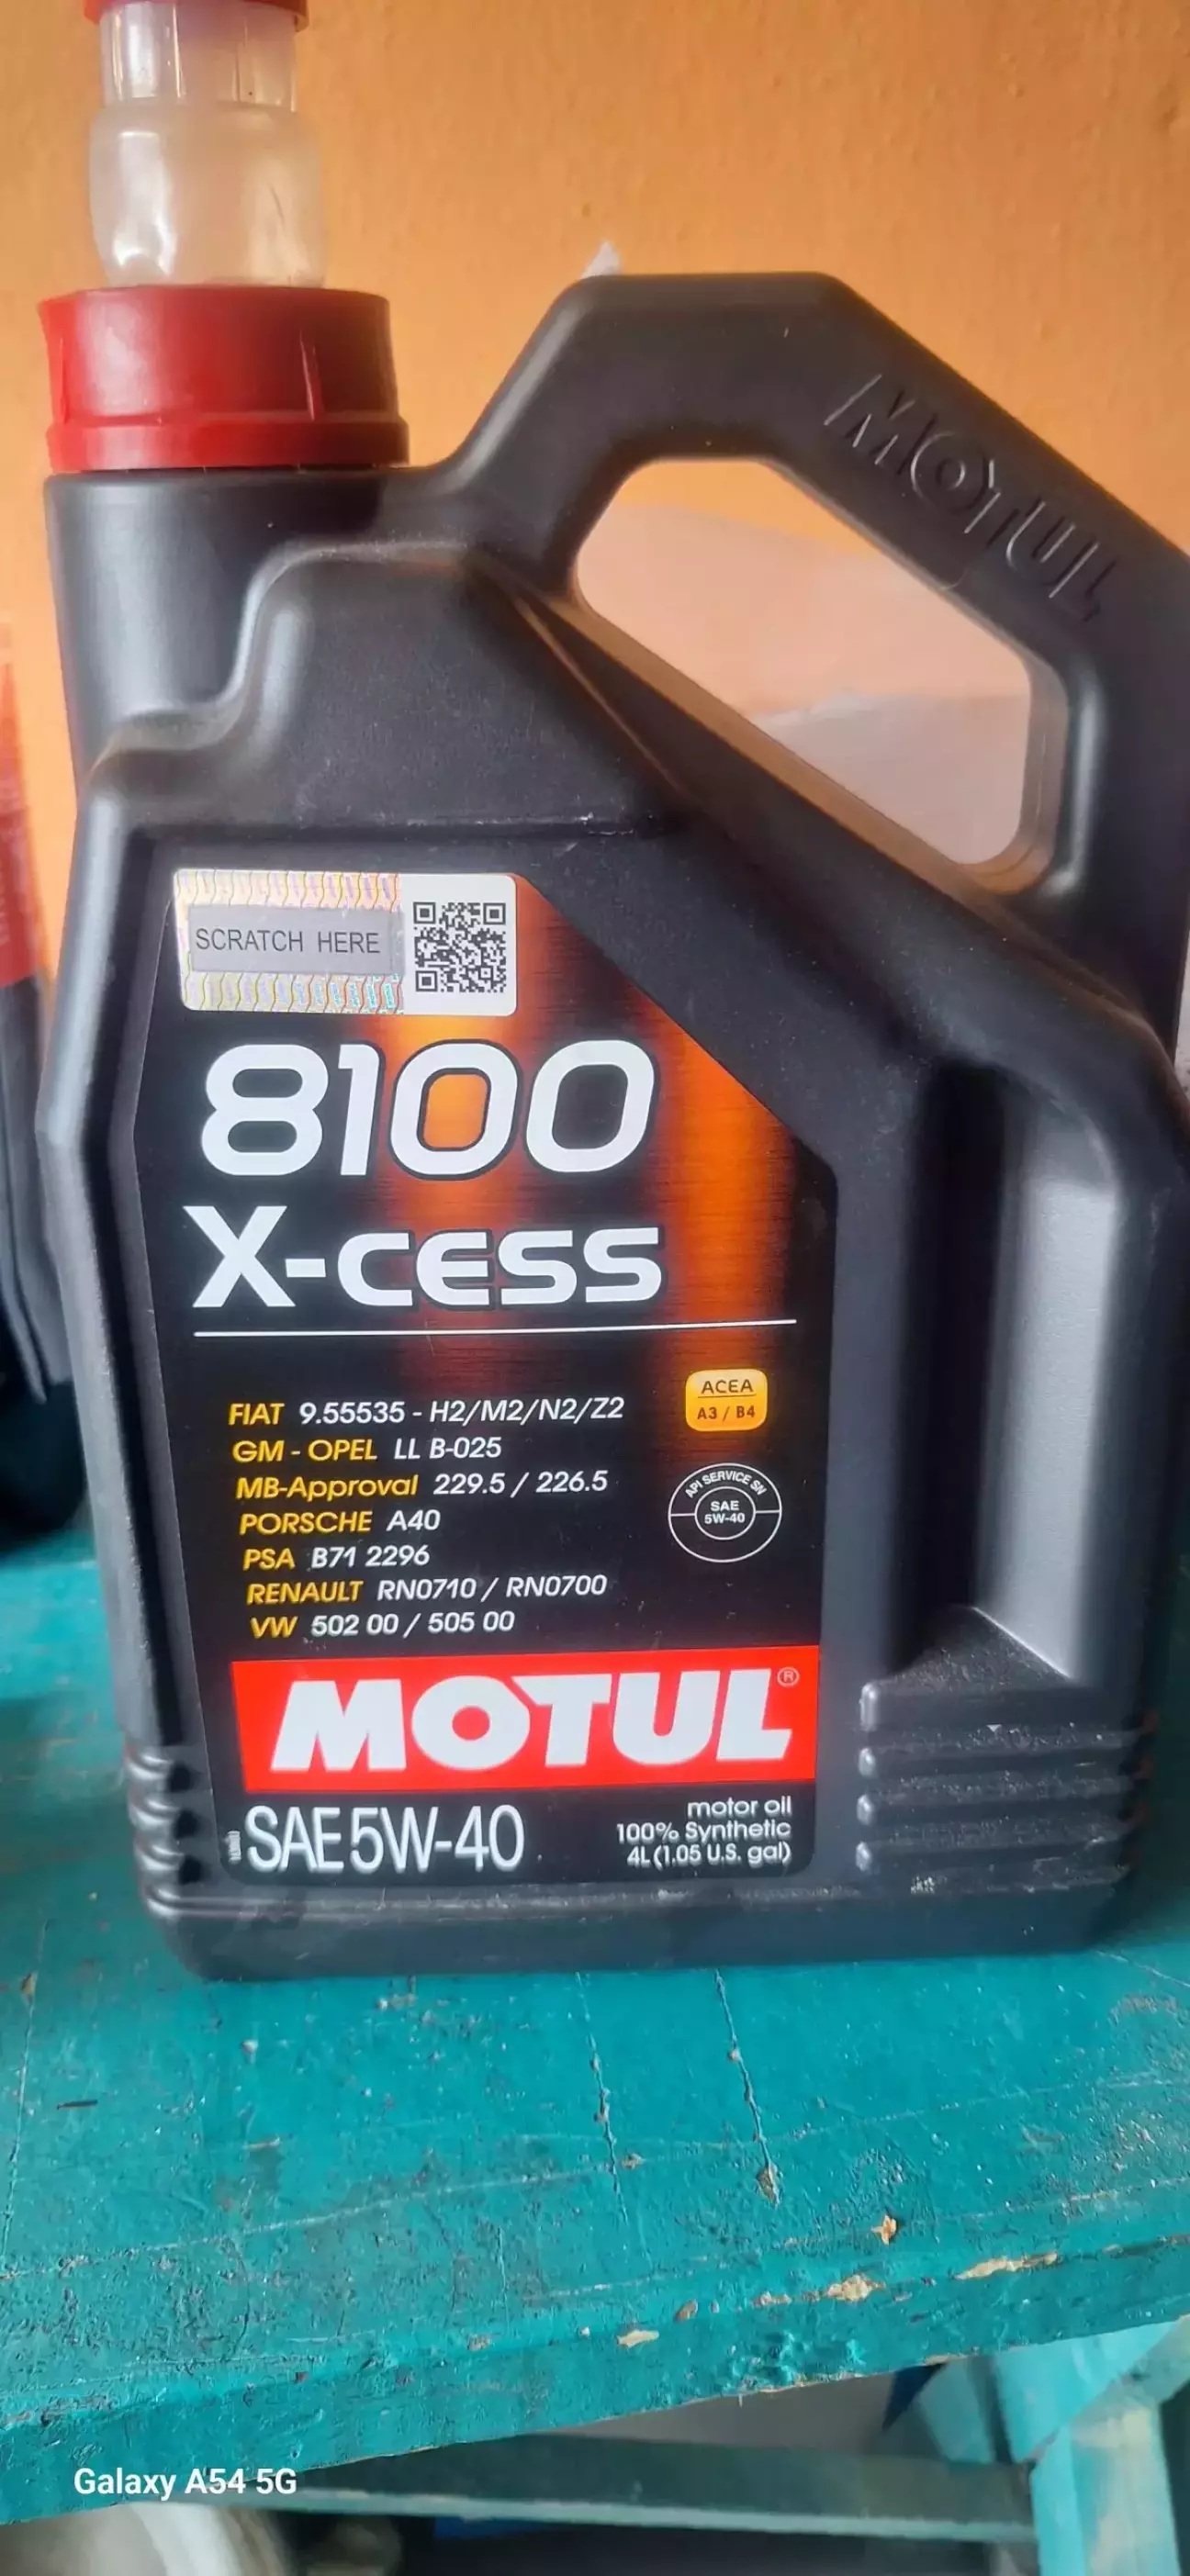 MOTUL
SCRATCH HERE
8100
X-CESS
FIAT 9.55535 - H2/M2/N2/Z2
GM - OPEL LL B-025
MB-Approval 229.5 / 226.5
PORSCHE A40
PSA B71 2296
RENAULT RN0710 / RN0700
VW 502 00 / 505 00
ACEA
A3 / B4
API SERVICE SN
SAE
5W-40
MOTUL®
SAE 5W-40
motor oil
100% Synthetic
4L (1.05 U.S. gal)
Galaxy A54 5G